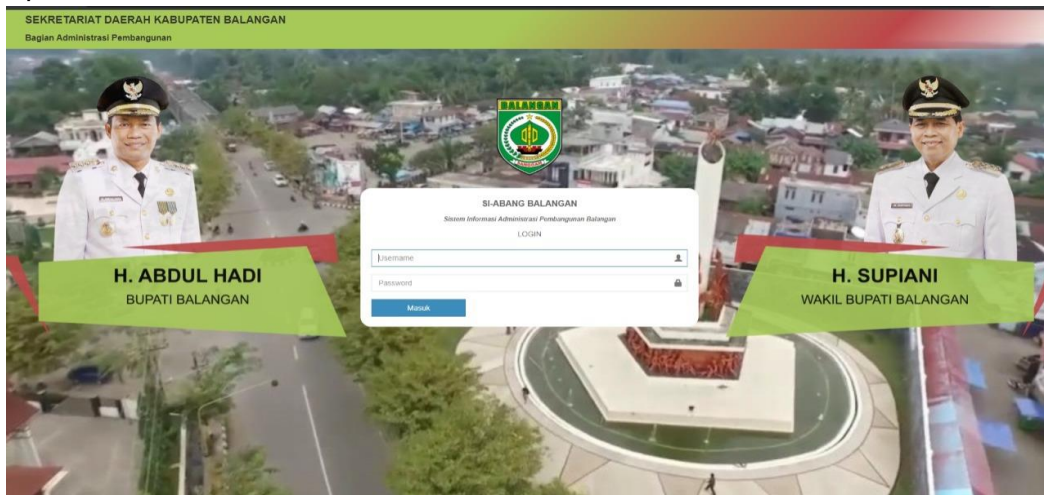 SEKRETARIAT DAERAH KABUPATEN BALANGAN
Bagian Administrasi Pembangunan
BALANGAN
SANGGAM
SI-ABANG BALANGAN
Sistem Informasi Administrasi Pembangunan Balangan
LOGIN
Username
Password
Masuk
H. ABDUL HADI
BUPATI BALANGAN
H. SUPIANI
WAKIL BUPATI BALANGAN